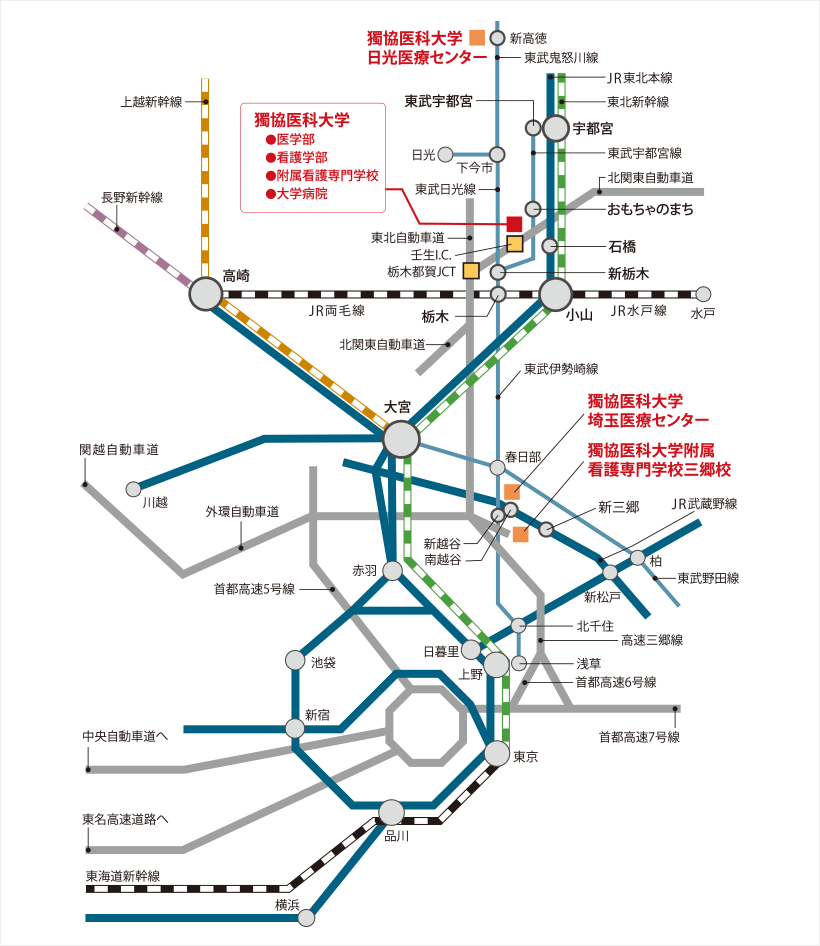 獨協医科大学
日光医療センター
新高徳
東武鬼怒川線
JR東北本線
上越新幹線
東武宇都宮
東北新幹線
獨協医科大学
●医学部
●看護学部
●附属看護専門学校
●大学病院
宇都宮
日光
下今市
東武宇都宮線
北関東自動車道
長野新幹線
東武日光線
おもちゃのまち
東北自動車道
壬生I.C.
石橋
栃木都賀JCT
新栃木
高崎
JR両毛線
栃木
小山
JR水戸線
水戸
北関東自動車道
東武伊勢崎線
大宮
獨協医科大学
埼玉医療センター
獨協医科大学附属
看護専門学校三郷校
関越自動車道
春日部
川越
外環自動車道
新三郷
JR武蔵野線
新越谷
南越谷
柏
赤羽
東武野田線
首都高速5号線
新松戸
北千住
高速三郷線
日暮里
上野
池袋
浅草
首都高速6号線
新宿
中央自動車道へ
首都高速7号線
東京
東名高速道路へ
品川
東海道新幹線
横浜